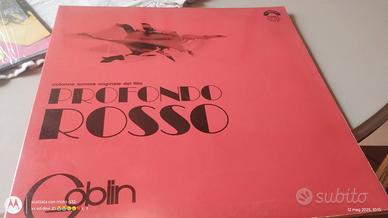 colonna sonora originale del film
PROFONDO
ROSSO
Goblin
subito
12 mag 2025, 10:15